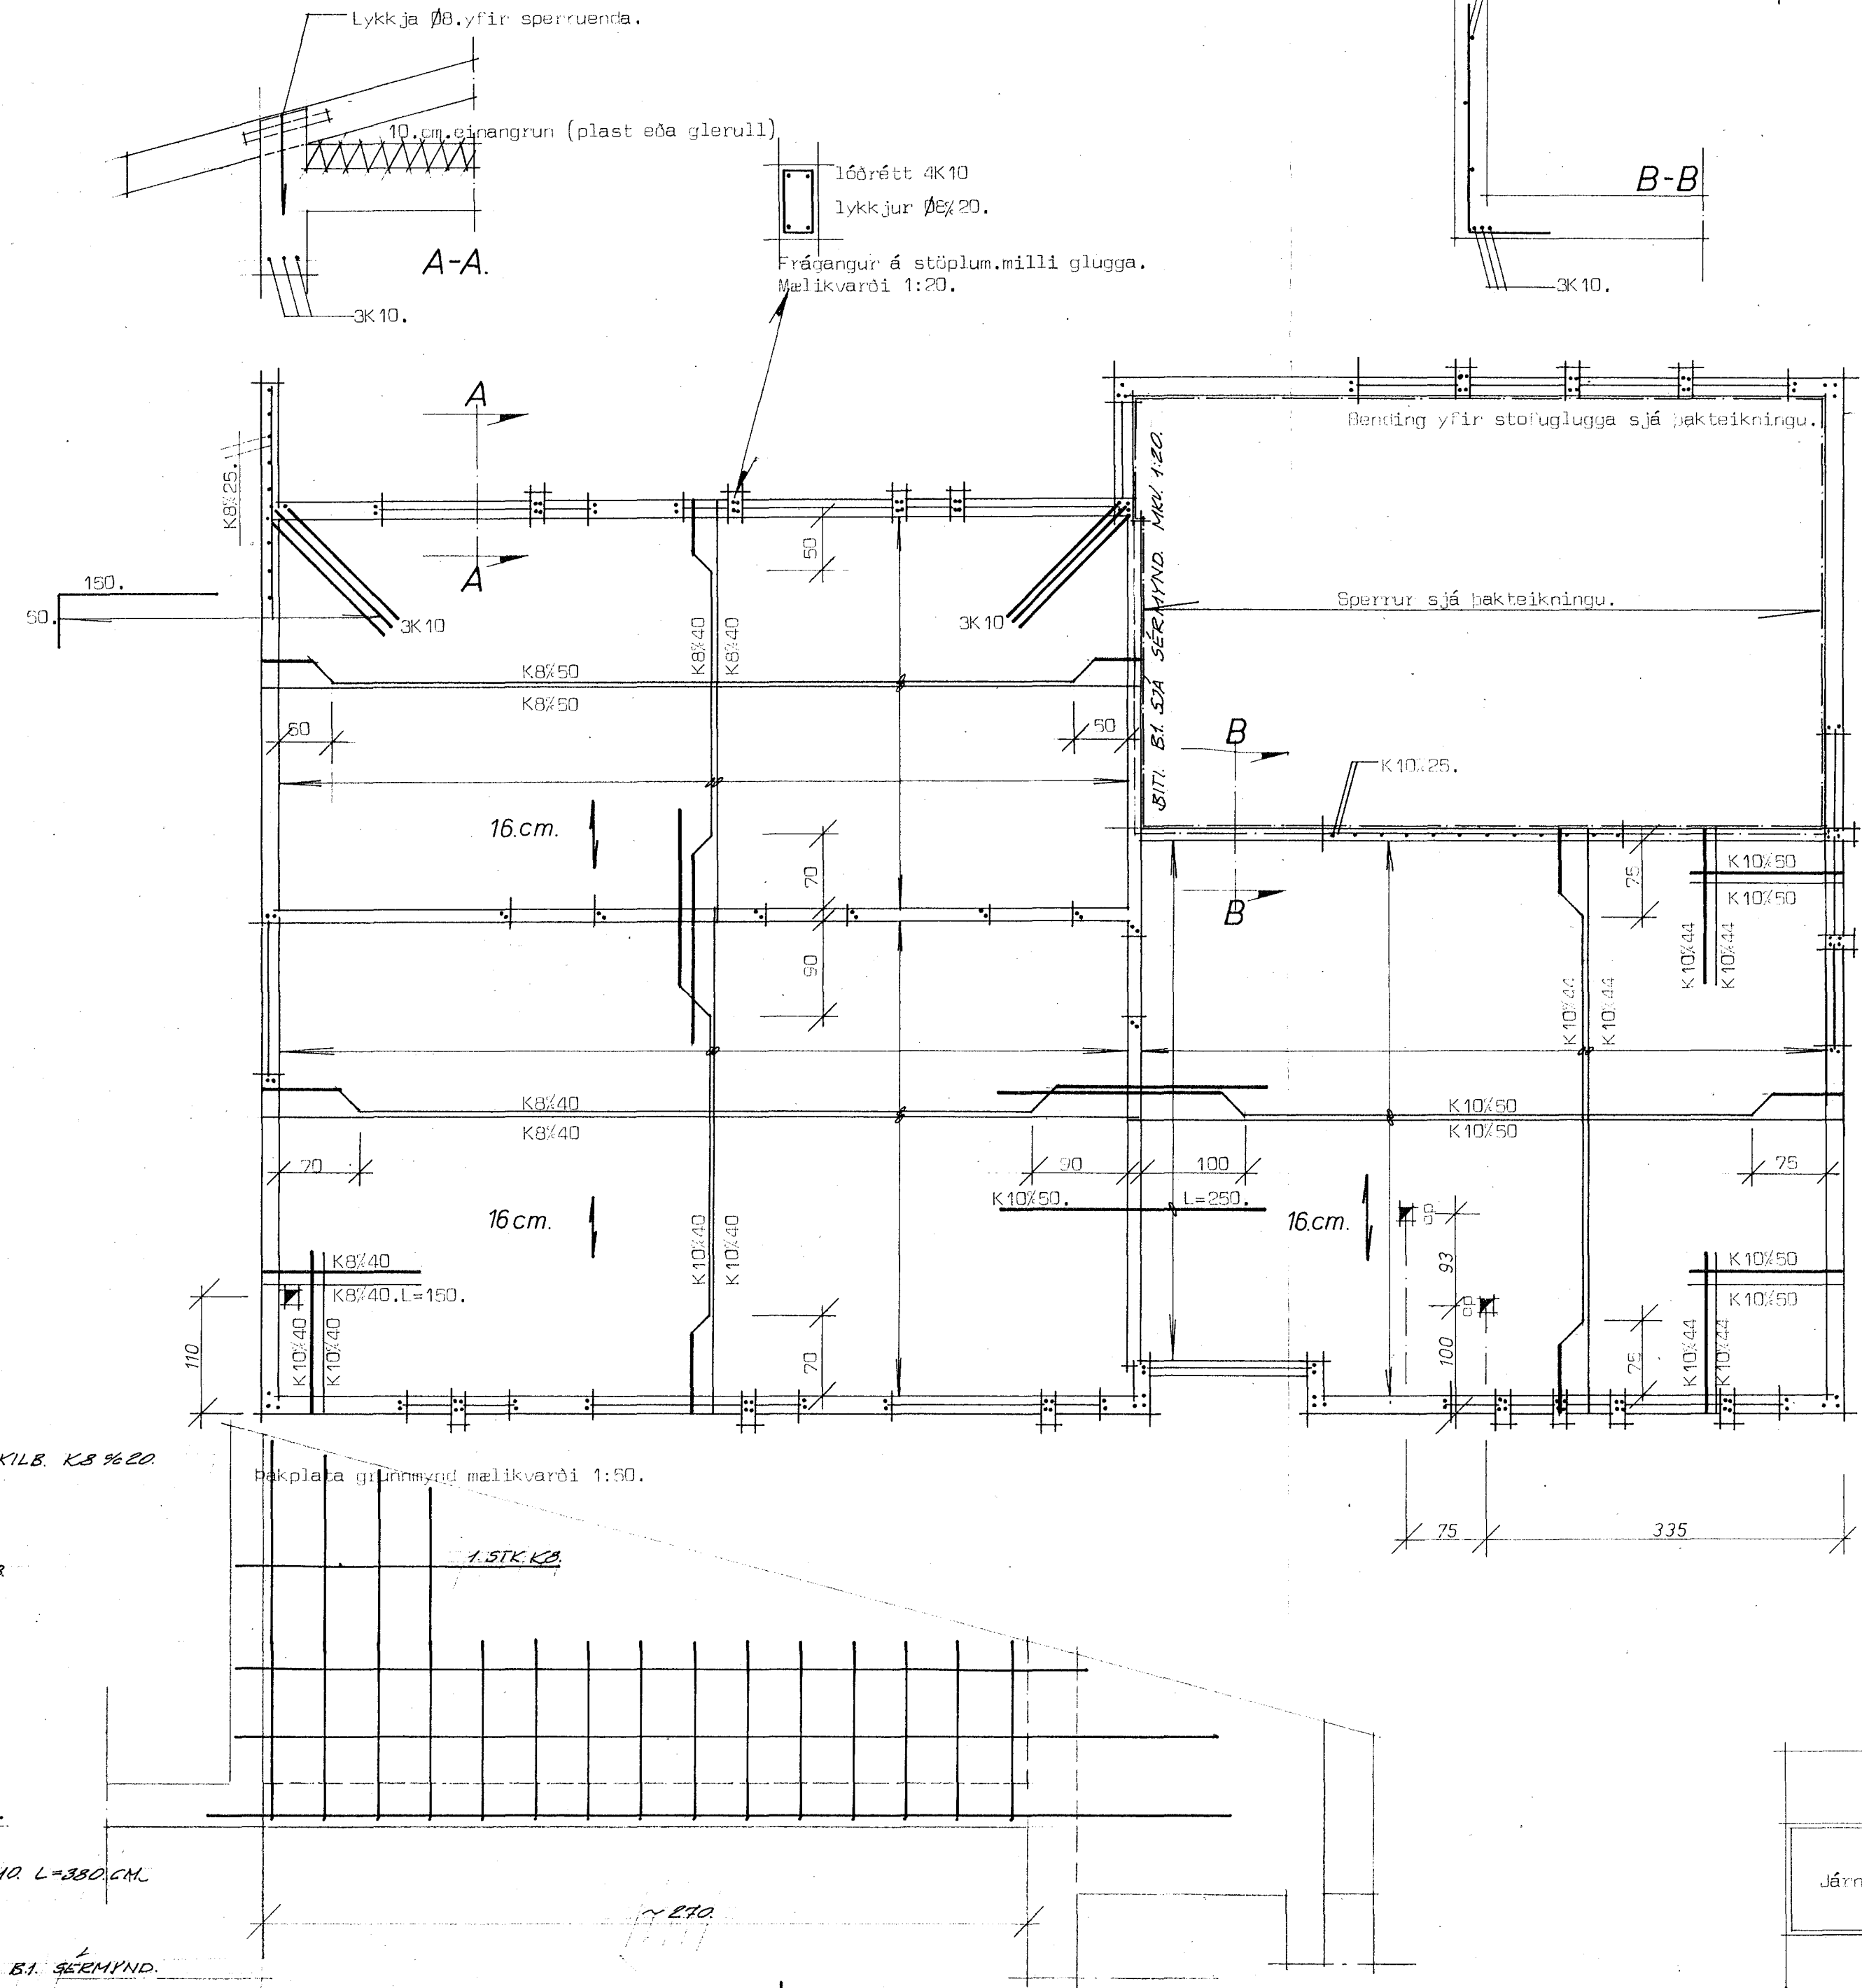 Lykkja Ø8.yfir sperruenda.
10.cm.einangrun (plast eða glerull)
A-A.
3K10.
lóðrétt 4K10
lykkjur Ø8%20.
Frágangur á stöplum.milli glugga.
Mælikvarði 1:20.
B-B
3K10.
A
A
K8%25.
Bending yfir stofuglugga sjá þakteikningu.
BITI. B.1. SJÁ SÉRMYND. MKV. 1:20.
50
150.
50.
3K10
3K10
Sperrur sjá þakteikningu.
K8%40
K8%40
K8%50
K8%50
50
50
B
B
K10%25.
16.cm.
70
90
75
K10%50
K10%50
K10%44
K10%44
K10%44
K10%44
K8%40
K8%40
K10%50
K10%50
70
90
100
75
K10%50.
L=250.
16cm.
16.cm.
op
93
op
100
K10%40
K10%40
K8%40
K8%40.L=150.
K10%40
K10%40
110
70
75
K10%50
K10%50
K10%44
K10%44
KILB. K8 %20.
Þakplata grunnmynd mælikvarði 1:50.
75
335
1.STK.K8.
10. L=380.CM.
~270.
B.1. SÉRMYND.
Járn